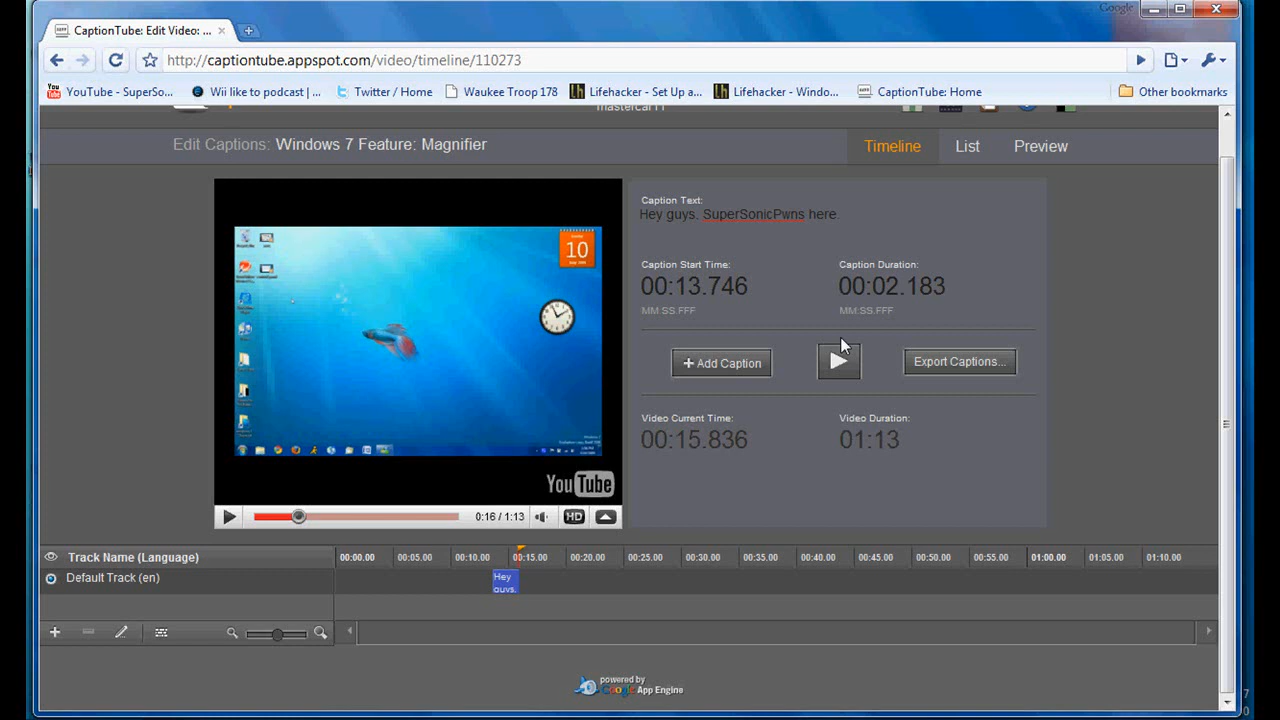 Google
CaptionTube: Edit Video: ...
http://captiontube.appspot.com/video/timeline/110273
YouTube - SuperSo...
Wii like to podcast | ...
Twitter / Home
Waukee Troop 178
Lifehacker - Set Up a...
Lifehacker - Windo...
CaptionTube: Home
Other bookmarks
Edit Captions: Windows 7 Feature: Magnifier
Timeline
List
Preview
Caption Text:
Hey guys. SuperSonicPwns here.
10
Caption Start Time:
Caption Duration:
00:13.746
00:02.183
MM.SS.FFF
MM.SS.FFF
+ Add Caption
Export Captions...
Video Current Time:
Video Duration:
00:15.836
01:13
YouTube
0:16 / 1:13
HD
Track Name (Language)
00:00.00 00:05.00 00:10.00 00:15.00 00:20.00 00:25.00 00:30.00 00:35.00 00:40.00 00:45.00 00:50.00 00:55.00 01:00.00 01:05.00 01:10.00
Default Track (en)
Hey
guys.
powered by
Google App Engine